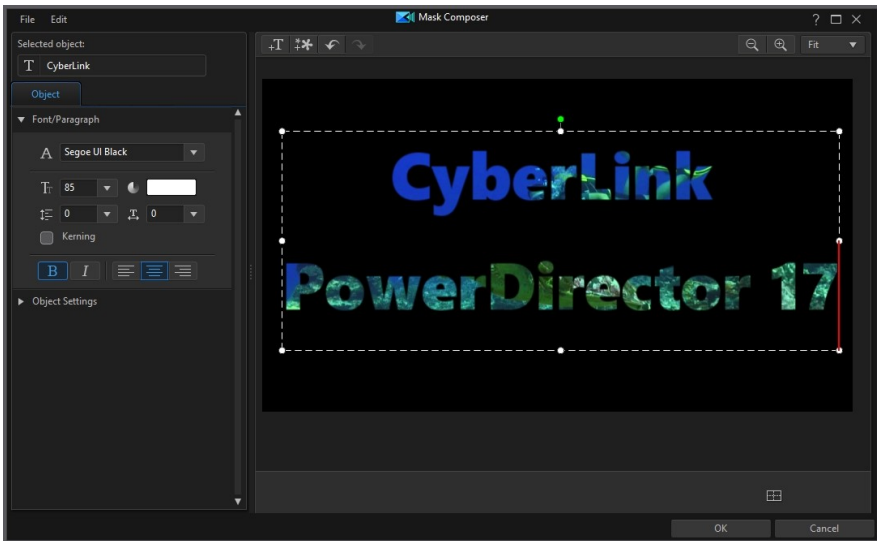 Mask Composer
File Edit
? 
Selected object:
T CyberLink
Object
Font/Paragraph
A Segoe UI Black
TT 85
0 T 0
Kerning
B I
Object Settings
+T
Fit
CyberLink
PowerDirector 17
OK Cancel